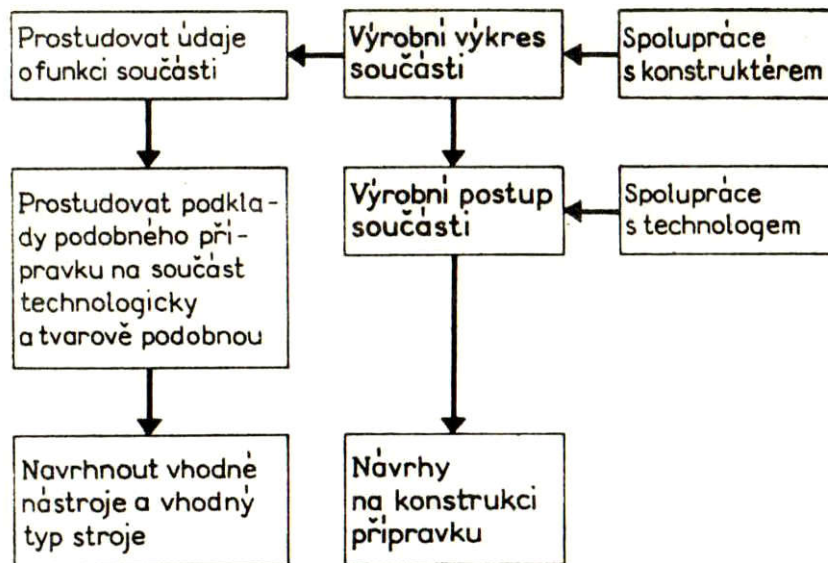 Prostudovat údaje
o funkci součásti
Výrobní výkres
součásti
Spolupráce
s konstruktérem
Prostudovat podkla-
dy podobného pří-
pravku na součást
technologicky
a tvarově podobnou
Výrobní postup
součásti
Spolupráce
s technologem
Navrhnout vhodné
nástroje a vhodný
typ stroje
Návrhy
na konstrukci
přípravku